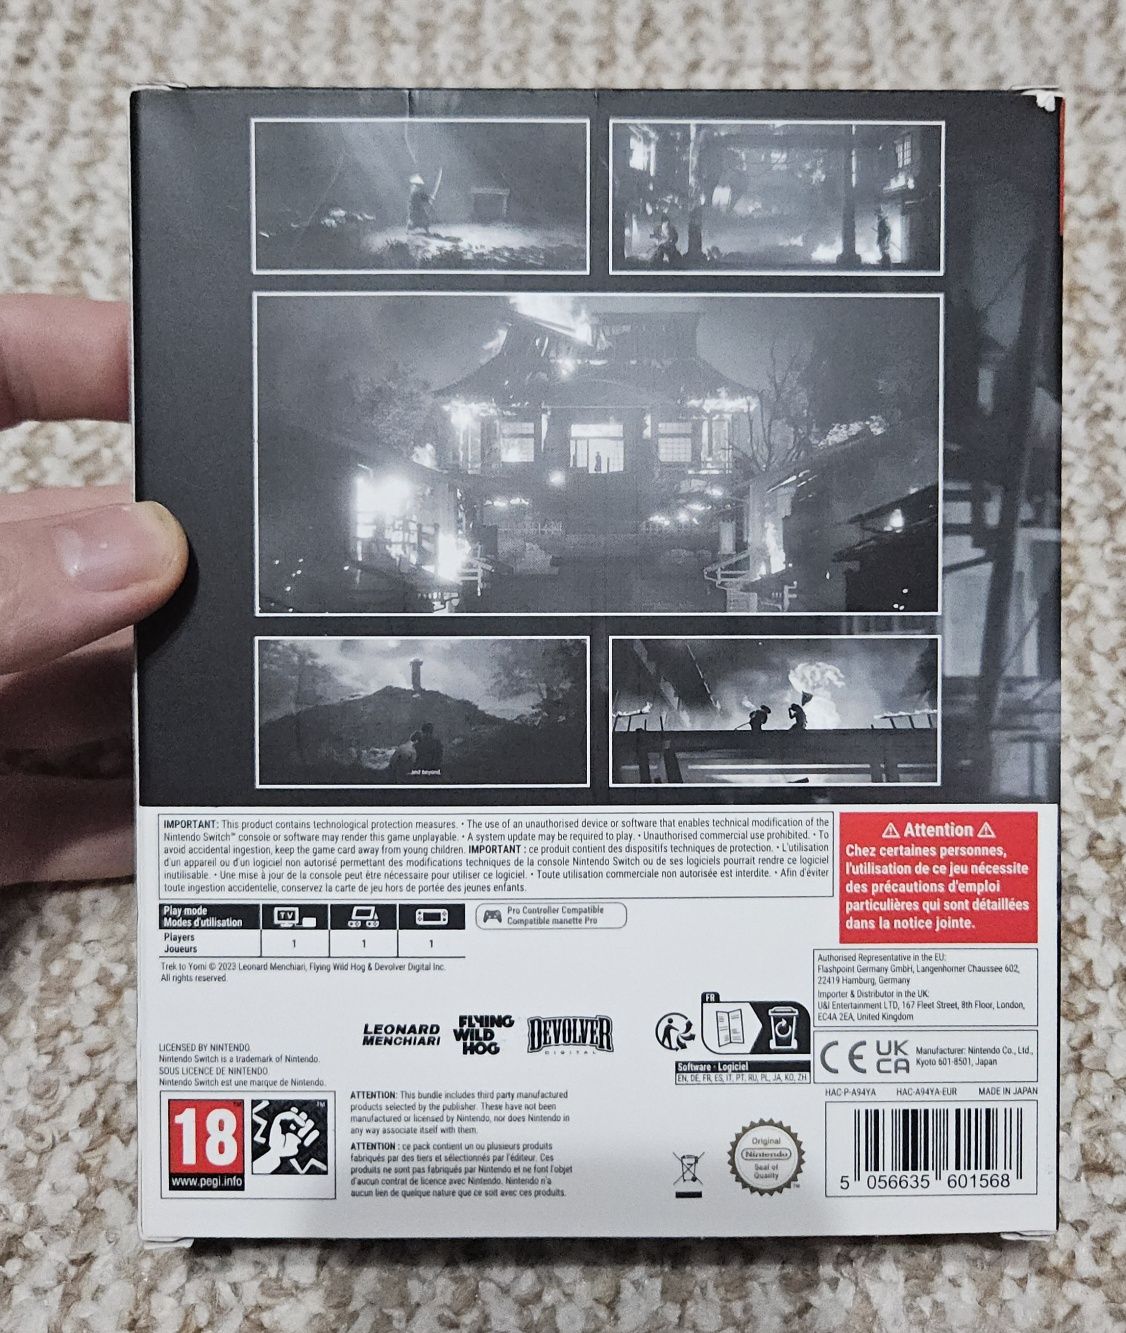 ...and beyond.
IMPORTANT: This product contains technological protection measures. • The use of an unauthorised device or software that enables technical modification of the
Nintendo Switch™ console or software may render this game unplayable. • A system update may be required to play. • Unauthorised commercial use prohibited. • To
avoid accidental ingestion, keep the game card away from young children. IMPORTANT : ce produit contient des dispositifs techniques de protection. • L'utilisation
d'un appareil ou d'un logiciel non autorisé permettant des modifications techniques de la console Nintendo Switch ou de ses logiciels pourrait rendre ce logiciel
inutilisable. • Une mise à jour de la console peut être nécessaire pour utiliser ce logiciel. • Toute utilisation commerciale non autorisée est interdite. • Afin d'éviter
toute ingestion accidentelle, conservez la carte de jeu hors de portée des jeunes enfants.
Attention
Chez certaines personnes,
l'utilisation de ce jeu nécessite
des précautions d'emploi
particulières qui sont détaillées
dans la notice jointe.
Play mode
Modes d'utilisation
TV
Players
Joueurs
1 1 1
Pro Controller Compatible
Compatible manette Pro
Trek to Yomi © 2023 Leonard Menchiari, Flying Wild Hog & Devolver Digital Inc.
All rights reserved.
Authorised Representative in the EU:
Flashpoint Germany GmbH, Langenhorner Chaussee 602,
22419 Hamburg, Germany
Importer & Distributor in the UK:
U&I Entertainment LTD, 167 Fleet Street, 8th Floor, London,
EC4A 2EA, United Kingdom
LEONARD
MENCHIARI
FLYING
WILD
HOG
DEVOLVER
DIGITAL
FR
Software · Logiciel
EN, DE, FR, ES, IT, PT, RU, PL, JA, KO, ZH
CE
UK
CA
Manufacturer: Nintendo Co., Ltd.,
Kyoto 601-8501, Japan
LICENSED BY NINTENDO
Nintendo Switch is a trademark of Nintendo.
SOUS LICENCE DE NINTENDO
Nintendo Switch est une marque de Nintendo.
18
www.pegi.info
™
ATTENTION: This bundle includes third party manufactured
products selected by the publisher. These have not been
manufactured or licensed by Nintendo, nor does Nintendo in
any way associate itself with them.
ATTENTION : ce pack contient un ou plusieurs produits
fabriqués par des tiers et sélectionnés par l'éditeur. Ces
produits ne sont pas fabriqués par Nintendo et ne font l'objet
d'aucun contrat de licence avec Nintendo. Nintendo n'a
aucun lien de quelque nature que ce soit avec ces produits.
Original
Nintendo
Seal of
Quality
™
HAC-P-A94YA HAC-A94YA-EUR MADE IN JAPAN
5 056635 601568